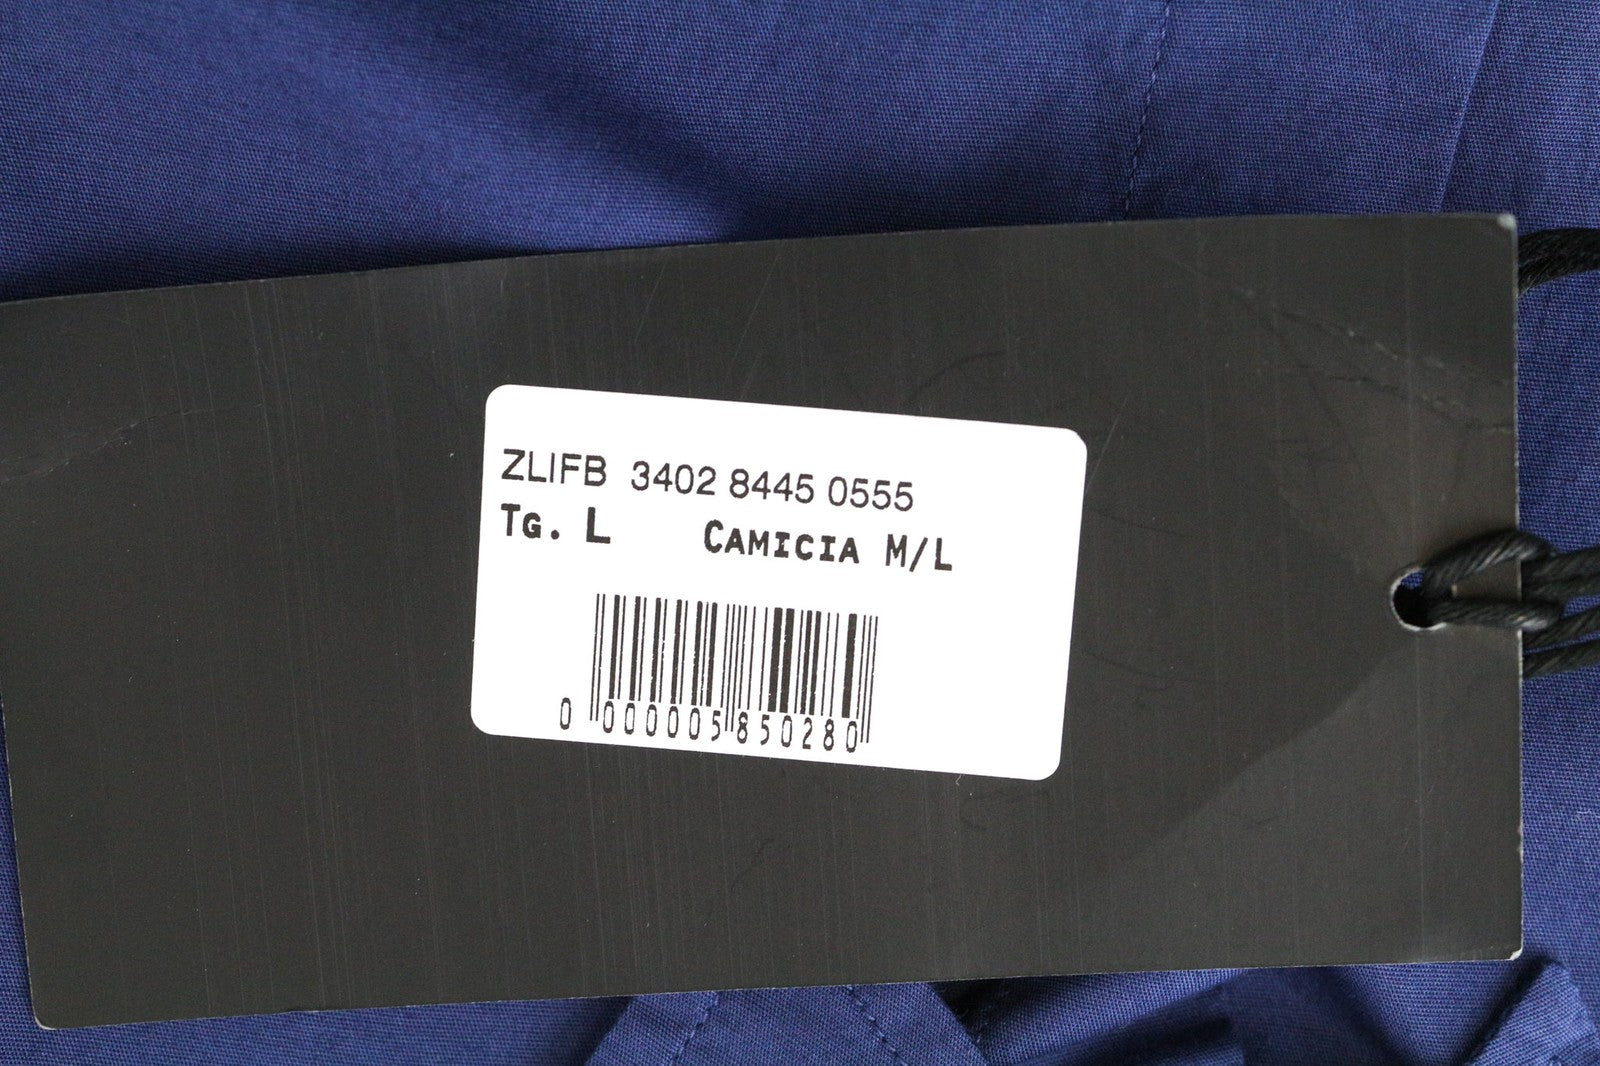 ZLIFB 3402 8445 0555
TG. L CAMICIA M/L
0 000005 850280